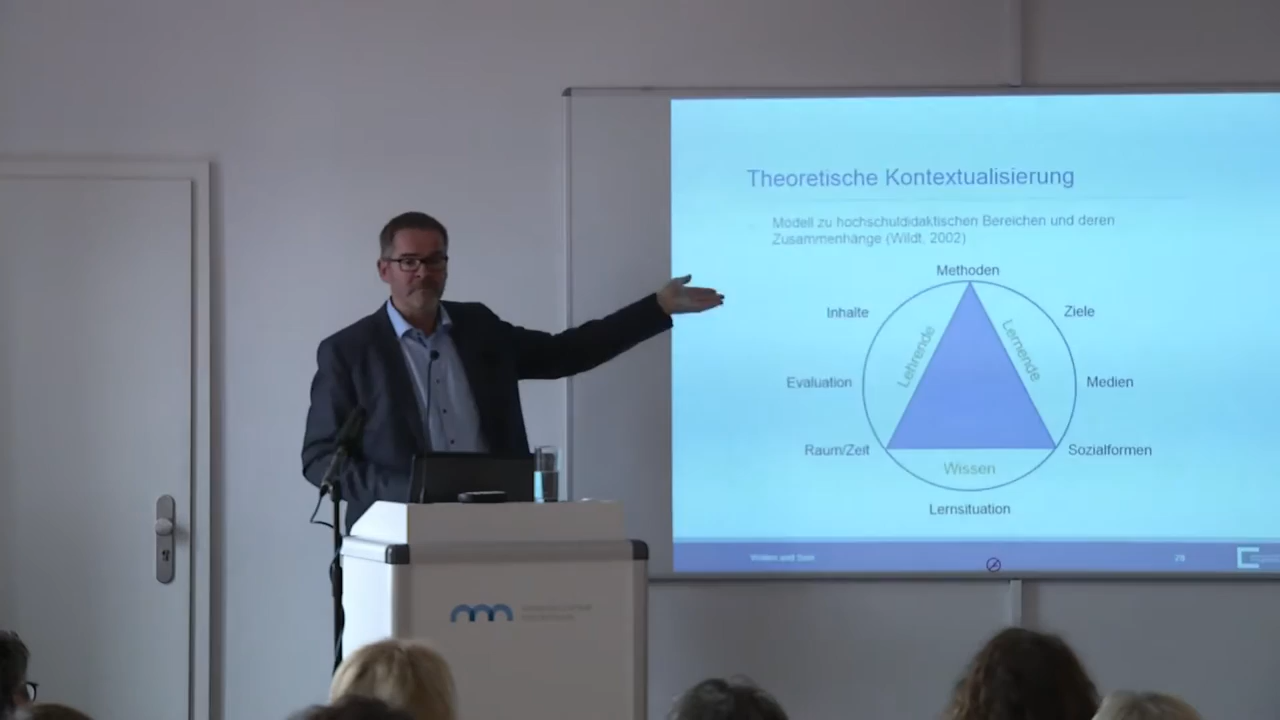 Theoretische Kontextualisierung
Modell zu hochschuldidaktischen Bereichen und deren
Zusammenhänge (Wildt, 2002)
Methoden
Inhalte
Ziele
Lehrende
Lernende
Evaluation
Medien
Raum/Zeit
Sozialformen
Wissen
Lernsituation